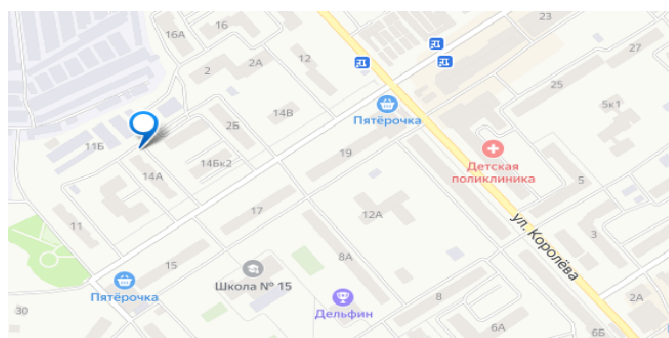 16
16А
23
12
27
2А
2
25
14В
5к1
Пятёрочка
2Б
11Б
19
14Бк2
Детская
поликлиника
14А
5
17
12А
11
ул. Королёва
3
8А
15
Школа № 15
Пятёрочка
8
2А
30
Дельфин
6А
6Б